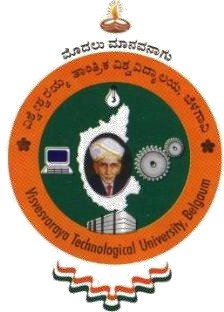 ಮೊದಲು ಮಾನವನಾಗು
ವಿಶ್ವೇಶ್ವರಯ್ಯ ತಾಂತ್ರಿಕ ವಿಶ್ವವಿದ್ಯಾಲಯ, ಬೆಳಗಾವಿ
Visvesvaraya Technological University, Belgaum